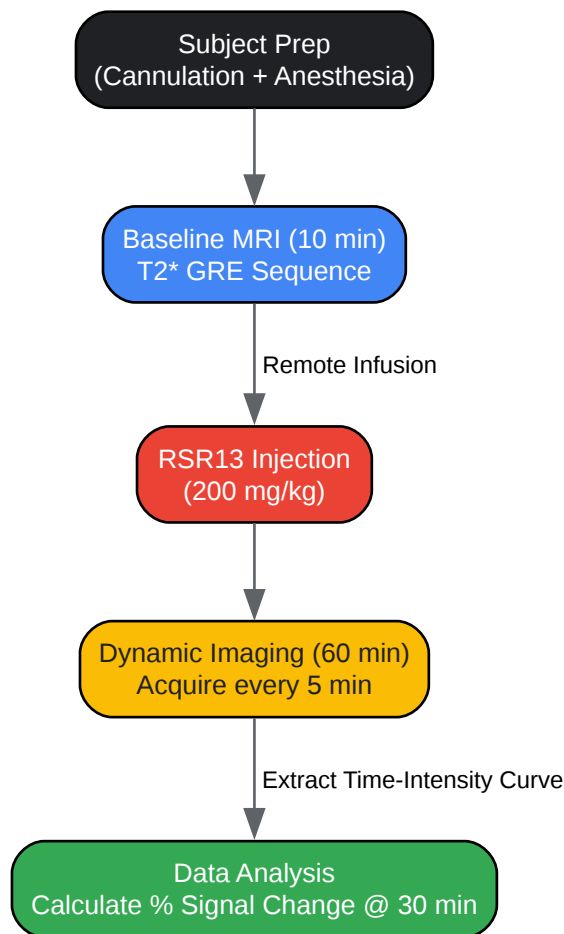 Subject Prep
(Cannulation + Anesthesia)
Baseline MRI (10 min)
T2* GRE Sequence
Remote Infusion
RSR13 Injection
(200 mg/kg)
Dynamic Imaging (60 min)
Acquire every 5 min
Extract Time-Intensity Curve
Data Analysis
Calculate % Signal Change @ 30 min